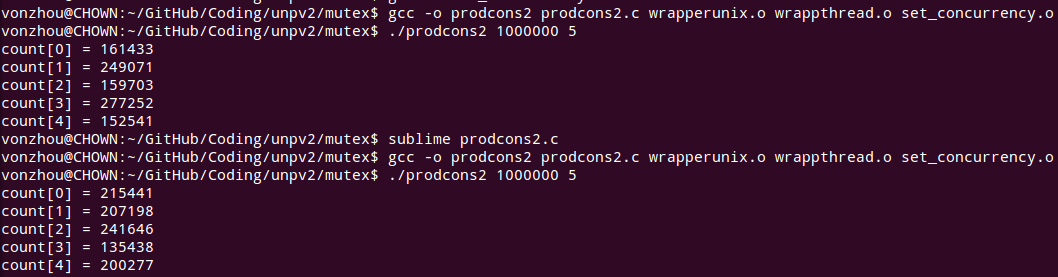 vonzhou@CHOWN:~/GitHub/Coding/unpv2/mutex$ gcc -o prodcons2 prodcons2.c wrapperunix.o wrappthread.o set_concurrency.o
vonzhou@CHOWN:~/GitHub/Coding/unpv2/mutex$ ./prodcons2 1000000 5
count[0] = 161433
count[1] = 249071
count[2] = 159703
count[3] = 277252
count[4] = 152541
vonzhou@CHOWN:~/GitHub/Coding/unpv2/mutex$ sublime prodcons2.c
vonzhou@CHOWN:~/GitHub/Coding/unpv2/mutex$ gcc -o prodcons2 prodcons2.c wrapperunix.o wrappthread.o set_concurrency.o
vonzhou@CHOWN:~/GitHub/Coding/unpv2/mutex$ ./prodcons2 1000000 5
count[0] = 215441
count[1] = 207198
count[2] = 241646
count[3] = 135438
count[4] = 200277